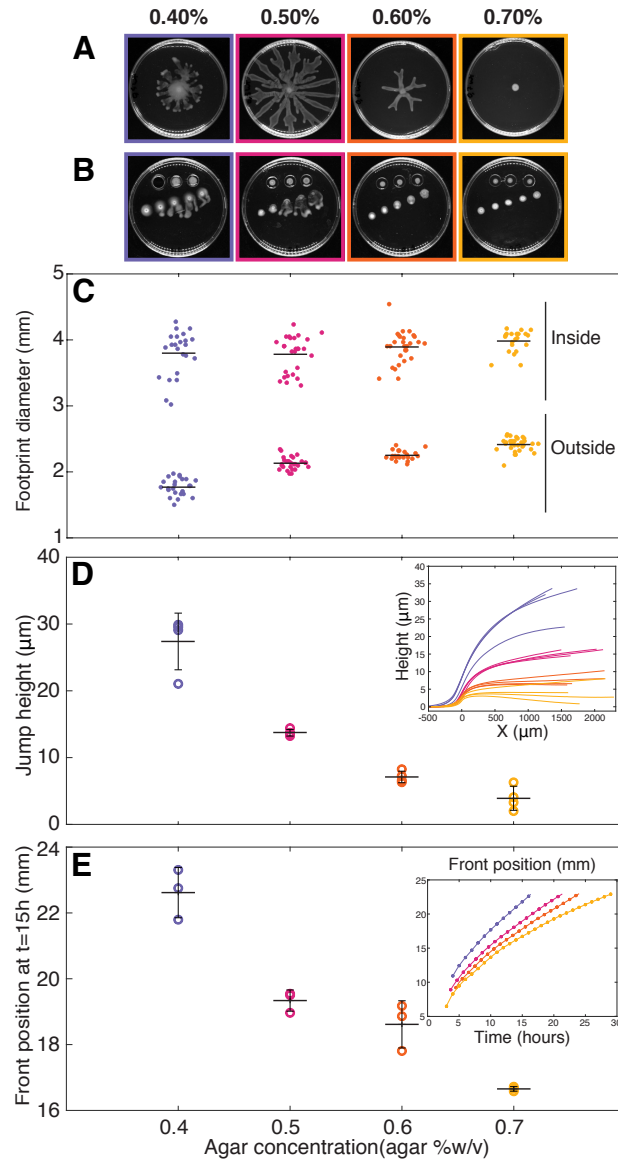 0.40% 0.50% 0.60% 0.70%
A
B
C
5
4
3
2
1
Footprint diameter (mm)
Inside
Outside
D
40
30
20
10
0
Jump height (µm)
40
35
30
25
20
15
10
5
0
Height (µm)
-500 0 500 1000 1500 2000
X (µm)
E
24
22
20
18
16
Front position at t=15h (mm)
Front position (mm)
25
20
15
10
5
0 5 10 15 20 25 30
Time (hours)
0.4 0.5 0.6 0.7
Agar concentration(agar %w/v)